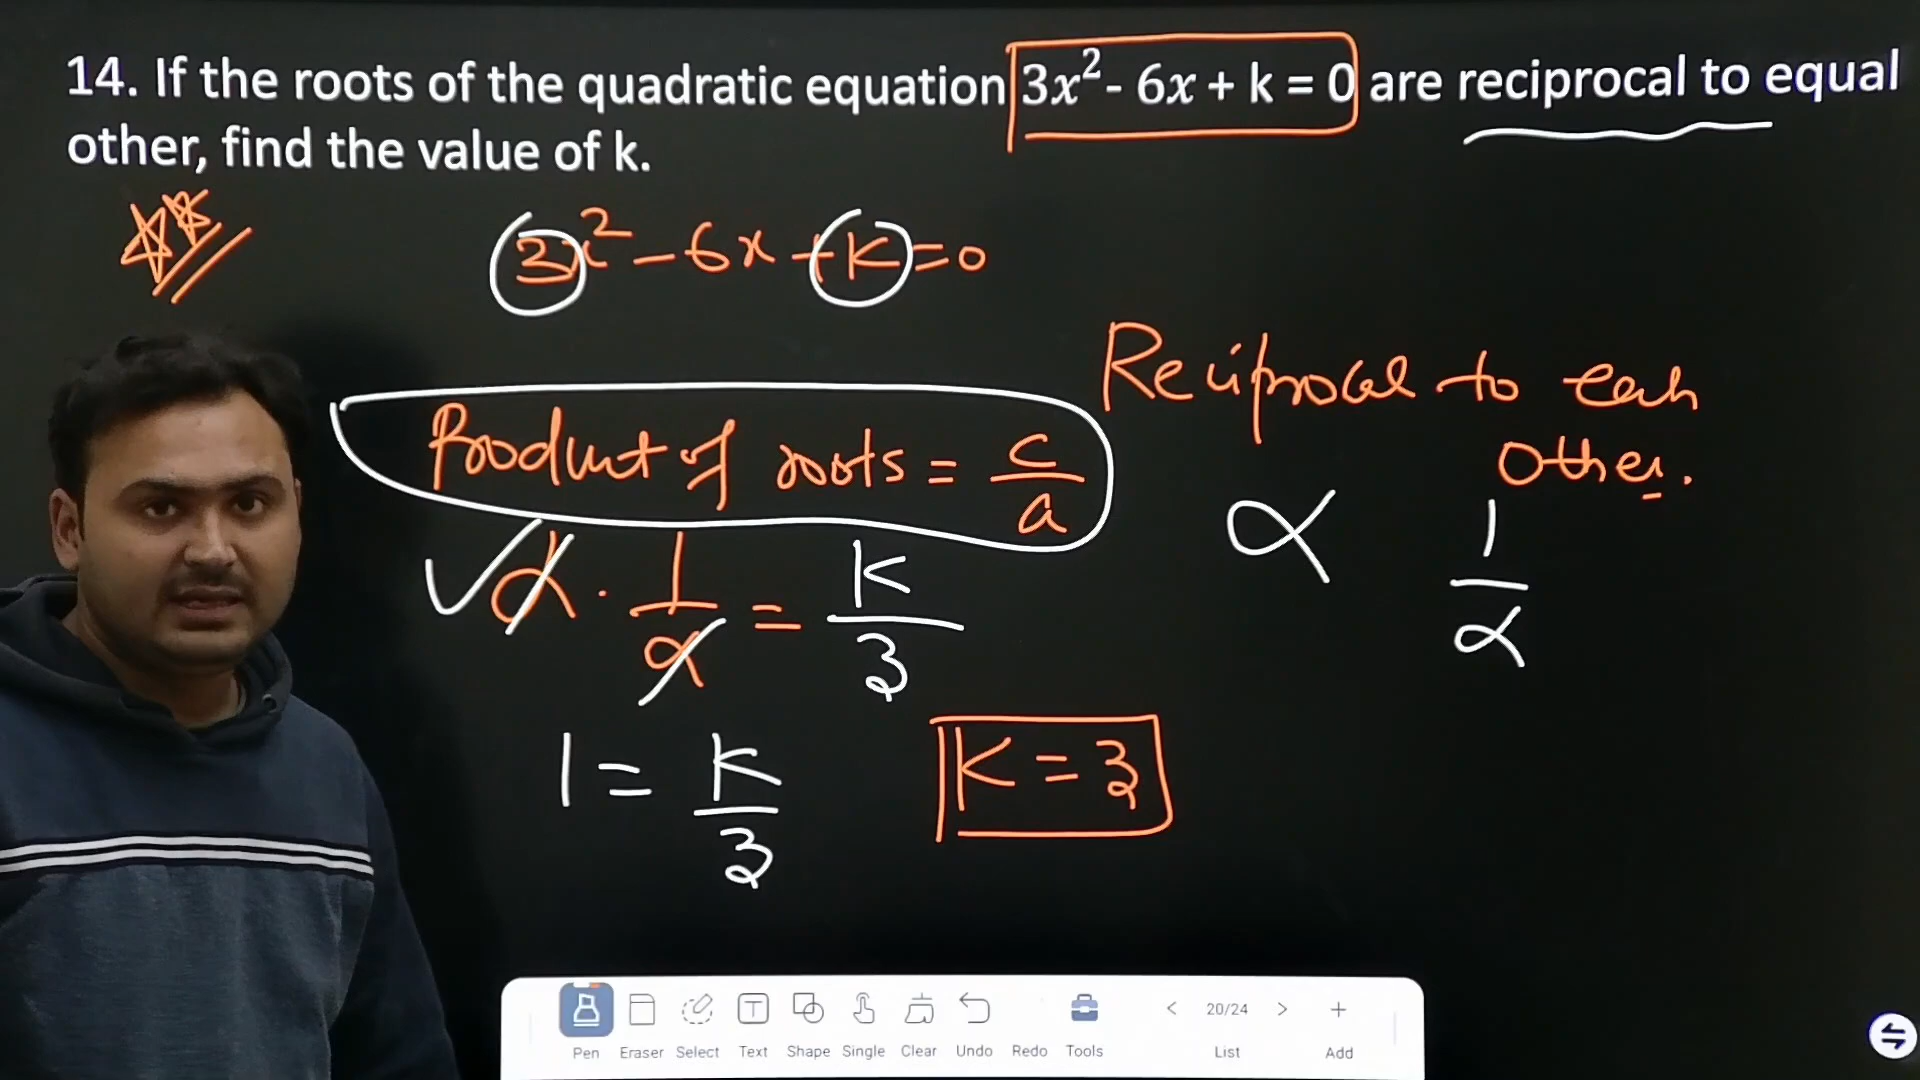 14. If the roots of the quadratic equation 3x² - 6x + k = 0 are reciprocal to equal
other, find the value of k.
3x² - 6x + k = 0
Reciprocal to each
other.
Product of roots = c/a
α 1/α
α · 1/α = k/3
1 = k/3
K = 3
20/24
Pen Eraser Select Text Shape Single Clear Undo Redo Tools List Add